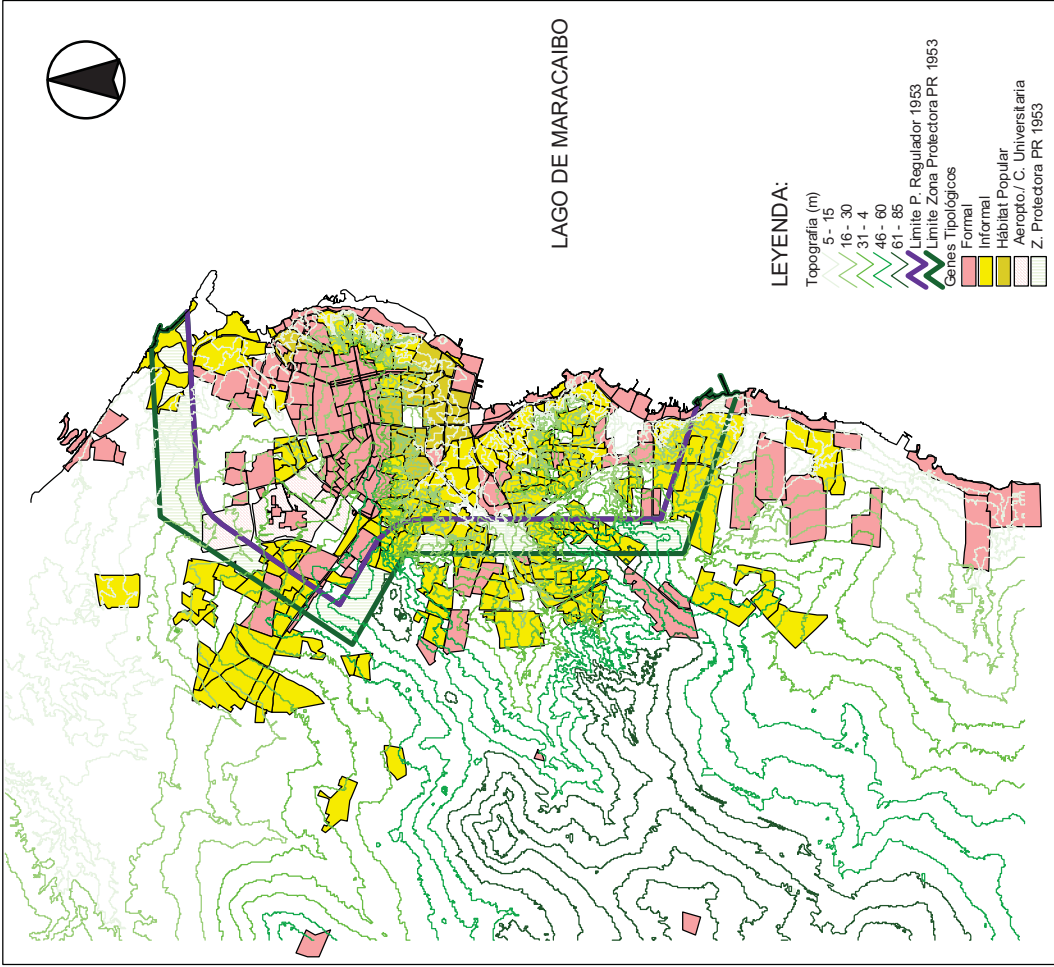 LAGO DE MARACAIBO
LEYENDA:
Topografía (m)
5 - 15
16 - 30
31 - 4
46 - 60
61 - 85
Limite P. Regulador 1953
Limite Zona Protectora PR 1953
Genes Tipológicos
Formal
Informal
Hábitat Popular
Aeropto./ C. Universitaria
Z. Protectora PR 1953